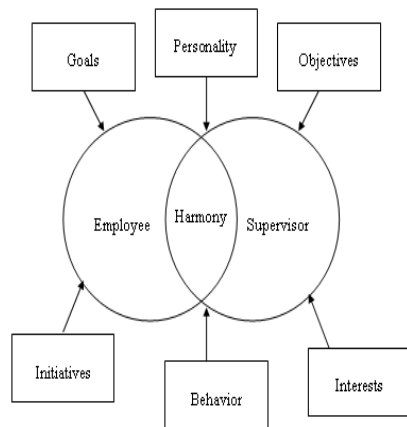 Goals
Personality
Objectives
Employee
Harmony
Supervisor
Initiatives
Behavior
Interests